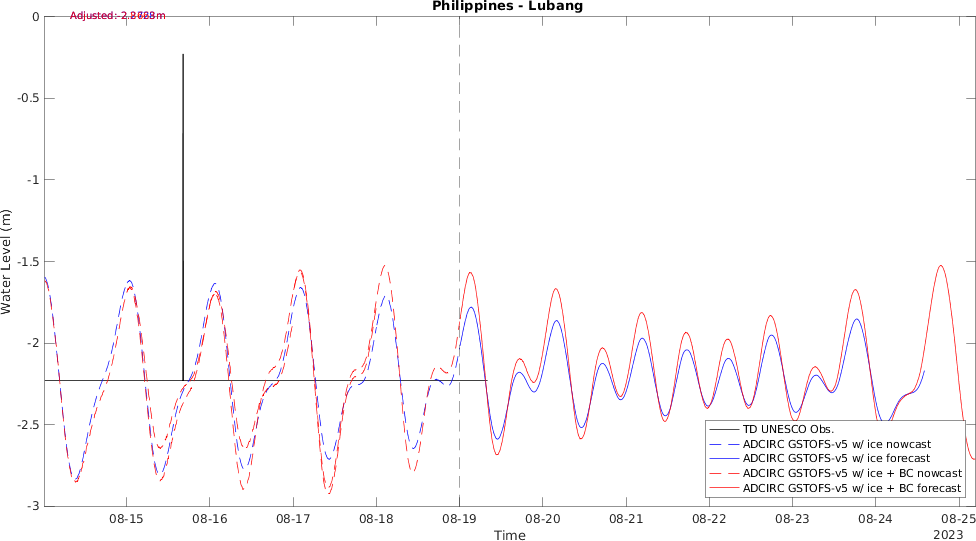 Philippines - Lubang
Adjusted:
0
-0.5
-1
-1.5
-2
-2.5
-3
Water Level (m)
TD UNESCO Obs.
ADCIRC GSTOFS-v5 w/ ice nowcast
ADCIRC GSTOFS-v5 w/ ice forecast
ADCIRC GSTOFS-v5 w/ ice + BC nowcast
ADCIRC GSTOFS-v5 w/ ice + BC forecast
08-15 08-16 08-17 08-18 08-19 08-20 08-21 08-22 08-23 08-24 08-25
Time
2023